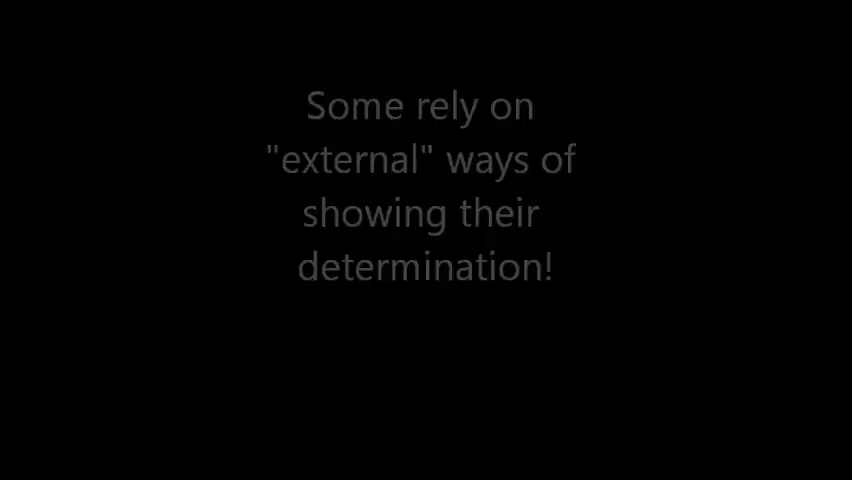 Some rely on
"external" ways of
showing their
determination!